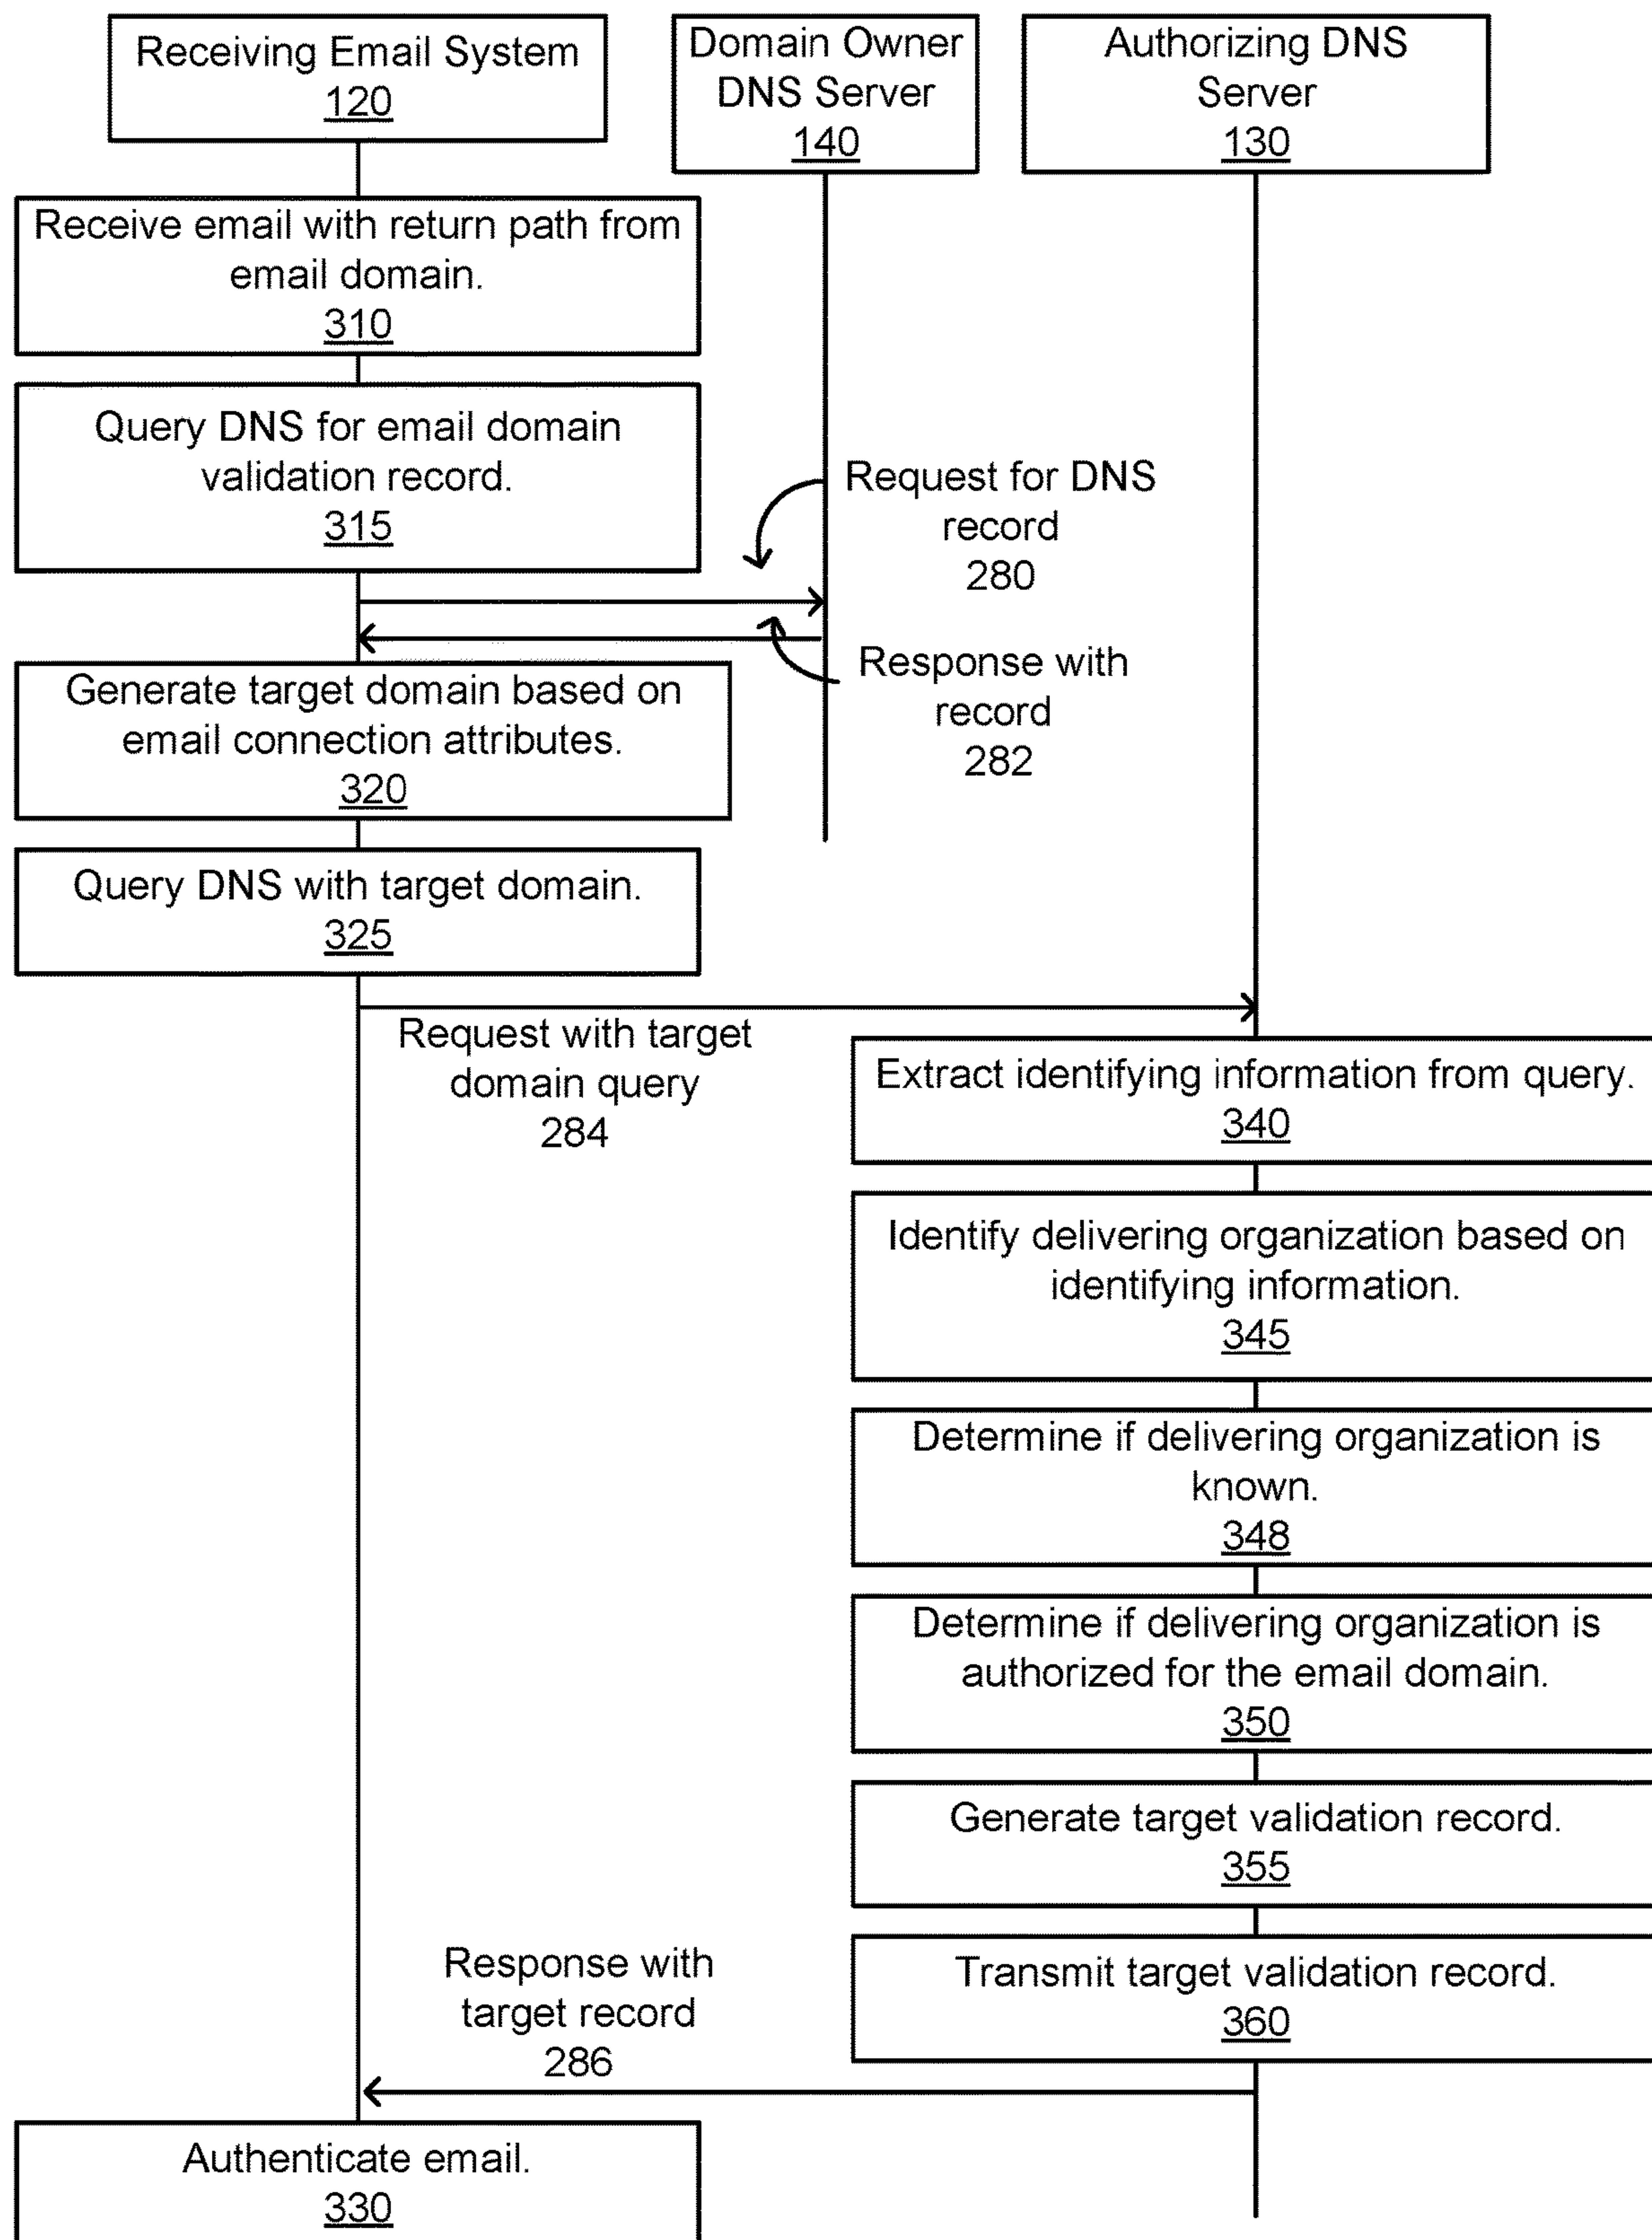 Receiving Email System
120
Domain Owner
DNS Server
140
Authorizing DNS
Server
130
Receive email with return path from
email domain.
310
Query DNS for email domain
validation record.
315
Request for DNS
record
280
Response with
record
282
Generate target domain based on
email connection attributes.
320
Query DNS with target domain.
325
Request with target
domain query
284
Extract identifying information from query.
340
Identify delivering organization based on
identifying information.
345
Determine if delivering organization is
known.
348
Determine if delivering organization is
authorized for the email domain.
350
Generate target validation record.
355
Transmit target validation record.
360
Response with
target record
286
Authenticate email.
330